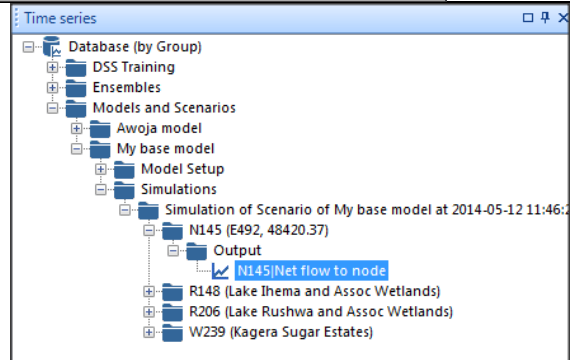 Time series
Database (by Group)
DSS Training
Ensembles
Models and Scenarios
Awoja model
My base model
Model Setup
Simulations
Simulation of Scenario of My base model at 2014-05-12 11:46:2
N145 (E492, 48420.37)
Output
N145|Net flow to node
R148 (Lake Ihema and Assoc Wetlands)
R206 (Lake Rushwa and Assoc Wetlands)
W239 (Kagera Sugar Estates)